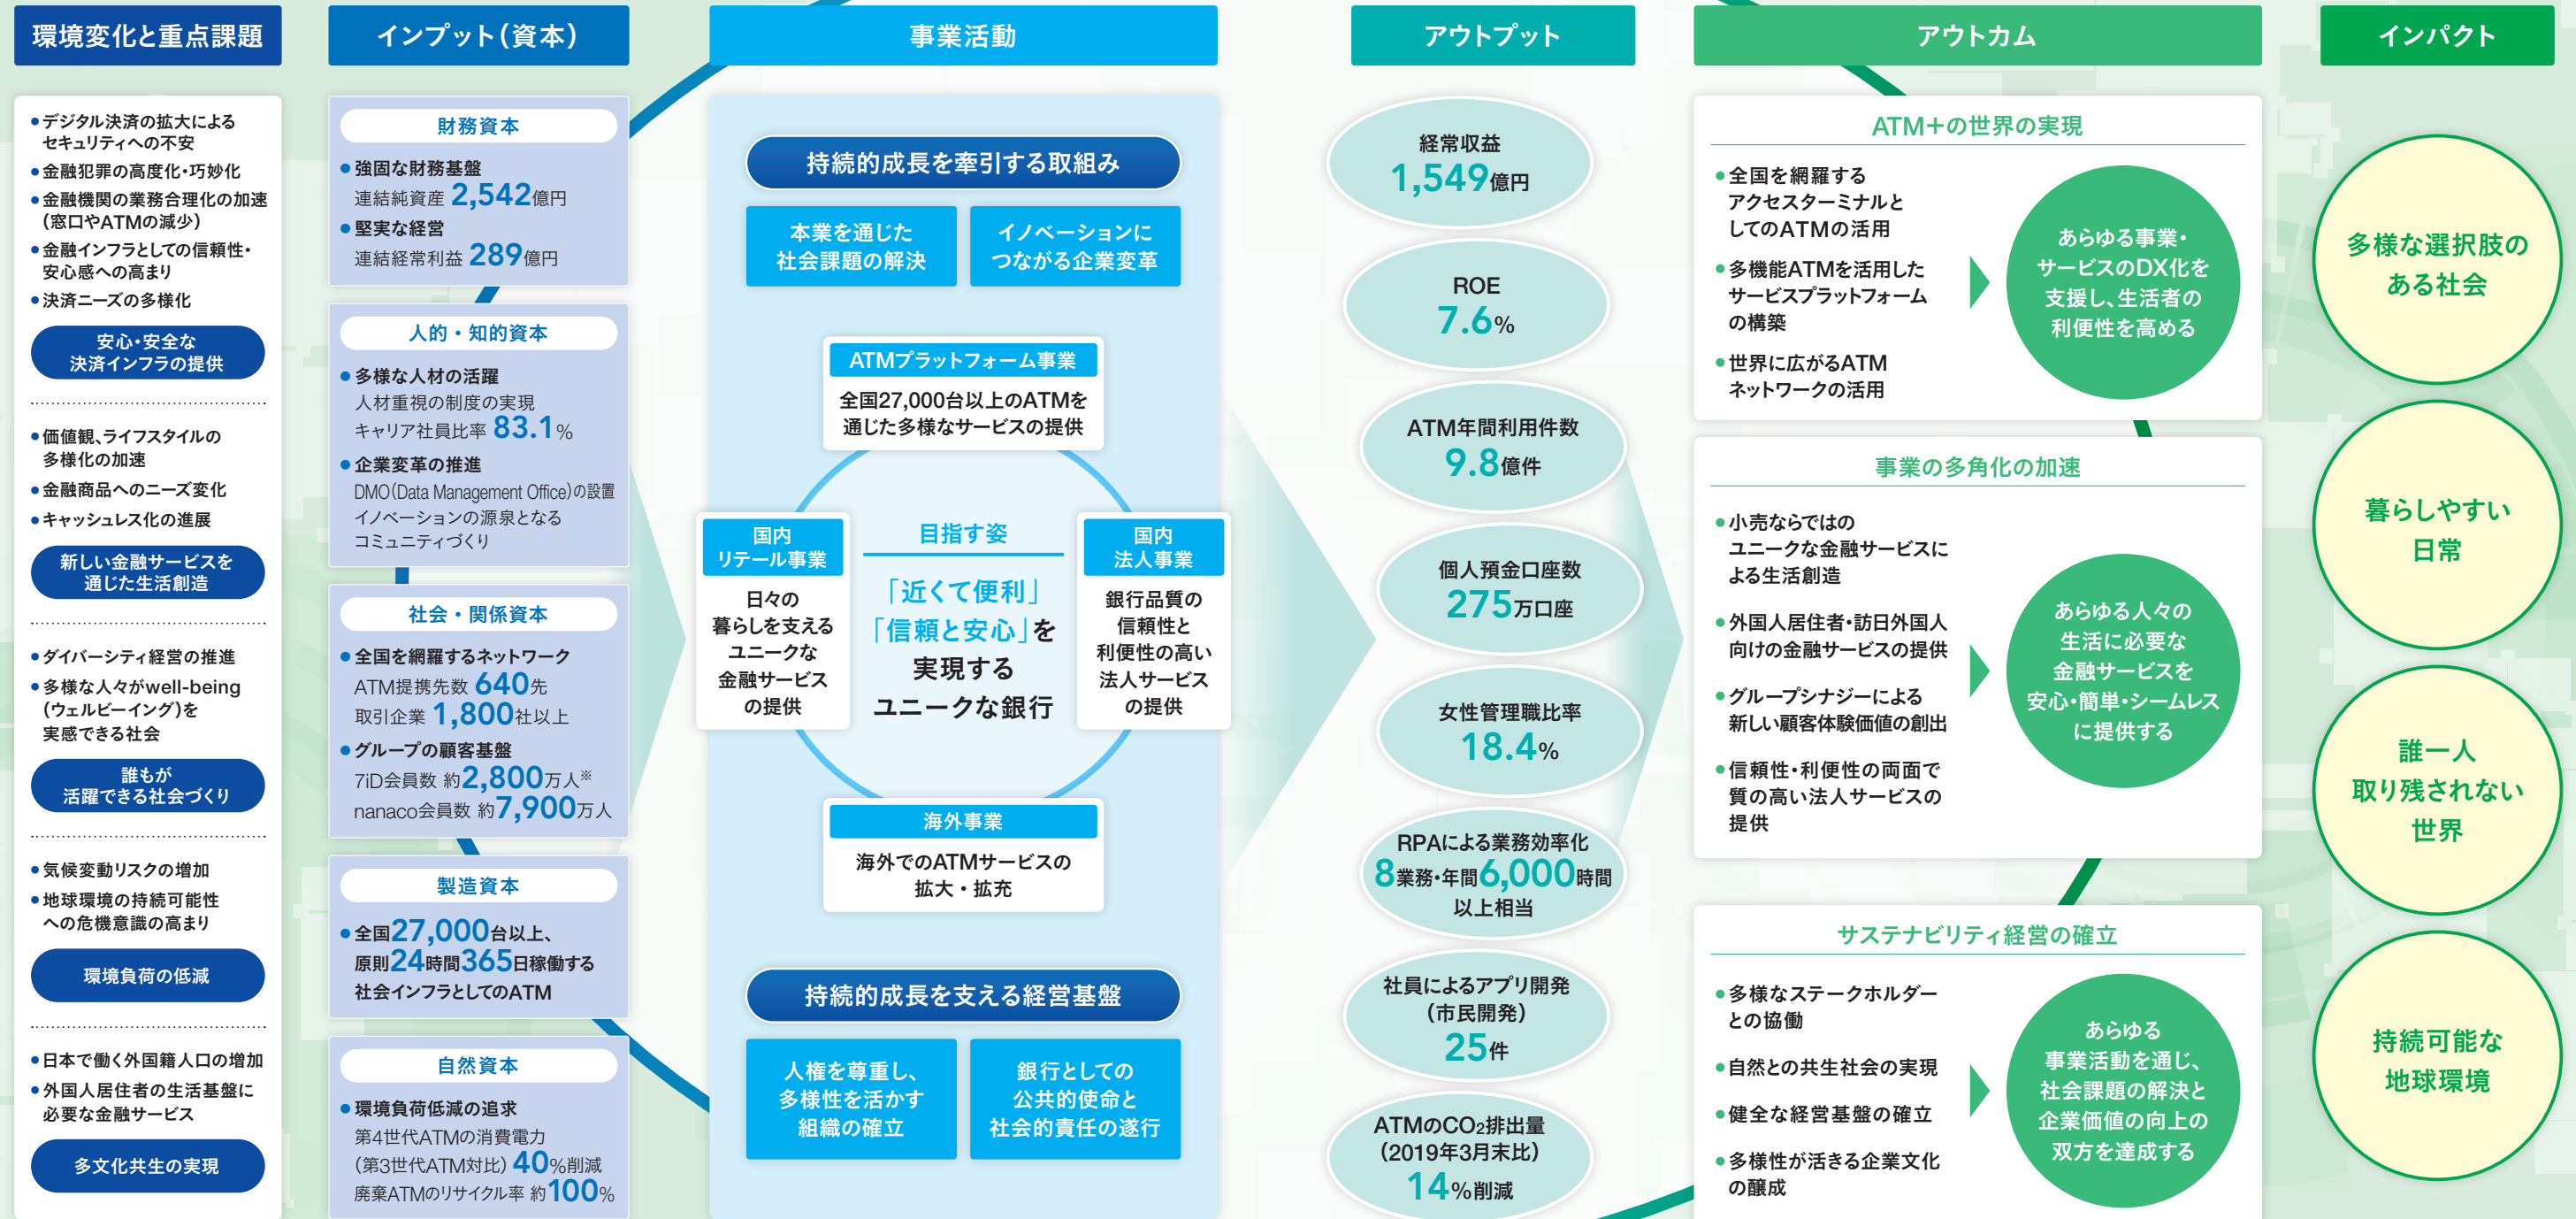 環境変化と重点課題
●デジタル決済の拡大による
セキュリティへの不安
●金融犯罪の高度化・巧妙化
●金融機関の業務合理化の加速
（窓口やATMの減少）
●金融インフラとしての信頼性・
安心感への高まり
●決済ニーズの多様化
安心・安全な
決済インフラの提供
●価値観、ライフスタイルの
多様化の加速
●金融商品へのニーズ変化
●キャッシュレス化の進展
新しい金融サービスを
通じた生活創造
●ダイバーシティ経営の推進
●多様な人々がwell-being
（ウェルビーイング）を
実感できる社会
誰もが
活躍できる社会づくり
●気候変動リスクの増加
●地球環境の持続可能性
への危機意識の高まり
環境負荷の低減
●日本で働く外国籍人口の増加
●外国人居住者の生活基盤に
必要な金融サービス
多文化共生の実現
インプット（資本）
財務資本
●強固な財務基盤
連結純資産 2,542億円
●堅実な経営
連結経常利益 289億円
人的・知的資本
●多様な人材の活躍
人材重視の制度の実現
キャリア社員比率 83.1%
●企業変革の推進
DMO（Data Management Office）の設置
イノベーションの源泉となる
コミュニティづくり
社会・関係資本
●全国を網羅するネットワーク
ATM提携先数 640先
取引企業 1,800社以上
●グループの顧客基盤
7iD会員数 約2,800万人※
nanaco会員数 約7,900万人
製造資本
●全国27,000台以上、
原則24時間365日稼働する
社会インフラとしてのATM
自然資本
●環境負荷低減の追求
第4世代ATMの消費電力
（第3世代ATM対比）40%削減
廃棄ATMのリサイクル率 約100%
事業活動
持続的成長を牽引する取組み
本業を通じた
社会課題の解決
イノベーションに
つながる企業変革
ATMプラットフォーム事業
全国27,000台以上のATMを
通じた多様なサービスの提供
国内
リテール事業
日々の
暮らしを支える
ユニークな
金融サービス
の提供
目指す姿
「近くて便利」
「信頼と安心」を
実現する
ユニークな銀行
国内
法人事業
銀行品質の
信頼性と
利便性の高い
法人サービス
の提供
海外事業
海外でのATMサービスの
拡大・拡充
持続的成長を支える経営基盤
人権を尊重し、
多様性を活かす
組織の確立
銀行としての
公共的使命と
社会的責任の遂行
アウトプット
経常収益
1,549億円
ROE
7.6%
ATM年間利用件数
9.8億件
個人預金口座数
275万口座
女性管理職比率
18.4%
RPAによる業務効率化
8業務・年間6,000時間
以上相当
社員によるアプリ開発
（市民開発）
25件
ATMのCO₂排出量
（2019年3月末比）
14%削減
アウトカム
ATM＋の世界の実現
●全国を網羅する
アクセスターミナルと
してのATMの活用
●多機能ATMを活用した
サービスプラットフォーム
の構築
●世界に広がるATM
ネットワークの活用
あらゆる事業・
サービスのDX化を
支援し、生活者の
利便性を高める
事業の多角化の加速
●小売ならではの
ユニークな金融サービスに
よる生活創造
●外国人居住者・訪日外国人
向けの金融サービスの提供
●グループシナジーによる
新しい顧客体験価値の創出
●信頼性・利便性の両面で
質の高い法人サービスの
提供
あらゆる人々の
生活に必要な
金融サービスを
安心・簡単・シームレス
に提供する
サステナビリティ経営の確立
●多様なステークホルダー
との協働
●自然との共生社会の実現
●健全な経営基盤の確立
●多様性が活きる企業文化
の醸成
あらゆる
事業活動を通じ、
社会課題の解決と
企業価値の向上の
双方を達成する
インパクト
多様な選択肢の
ある社会
暮らしやすい
日常
誰一人
取り残されない
世界
持続可能な
地球環境